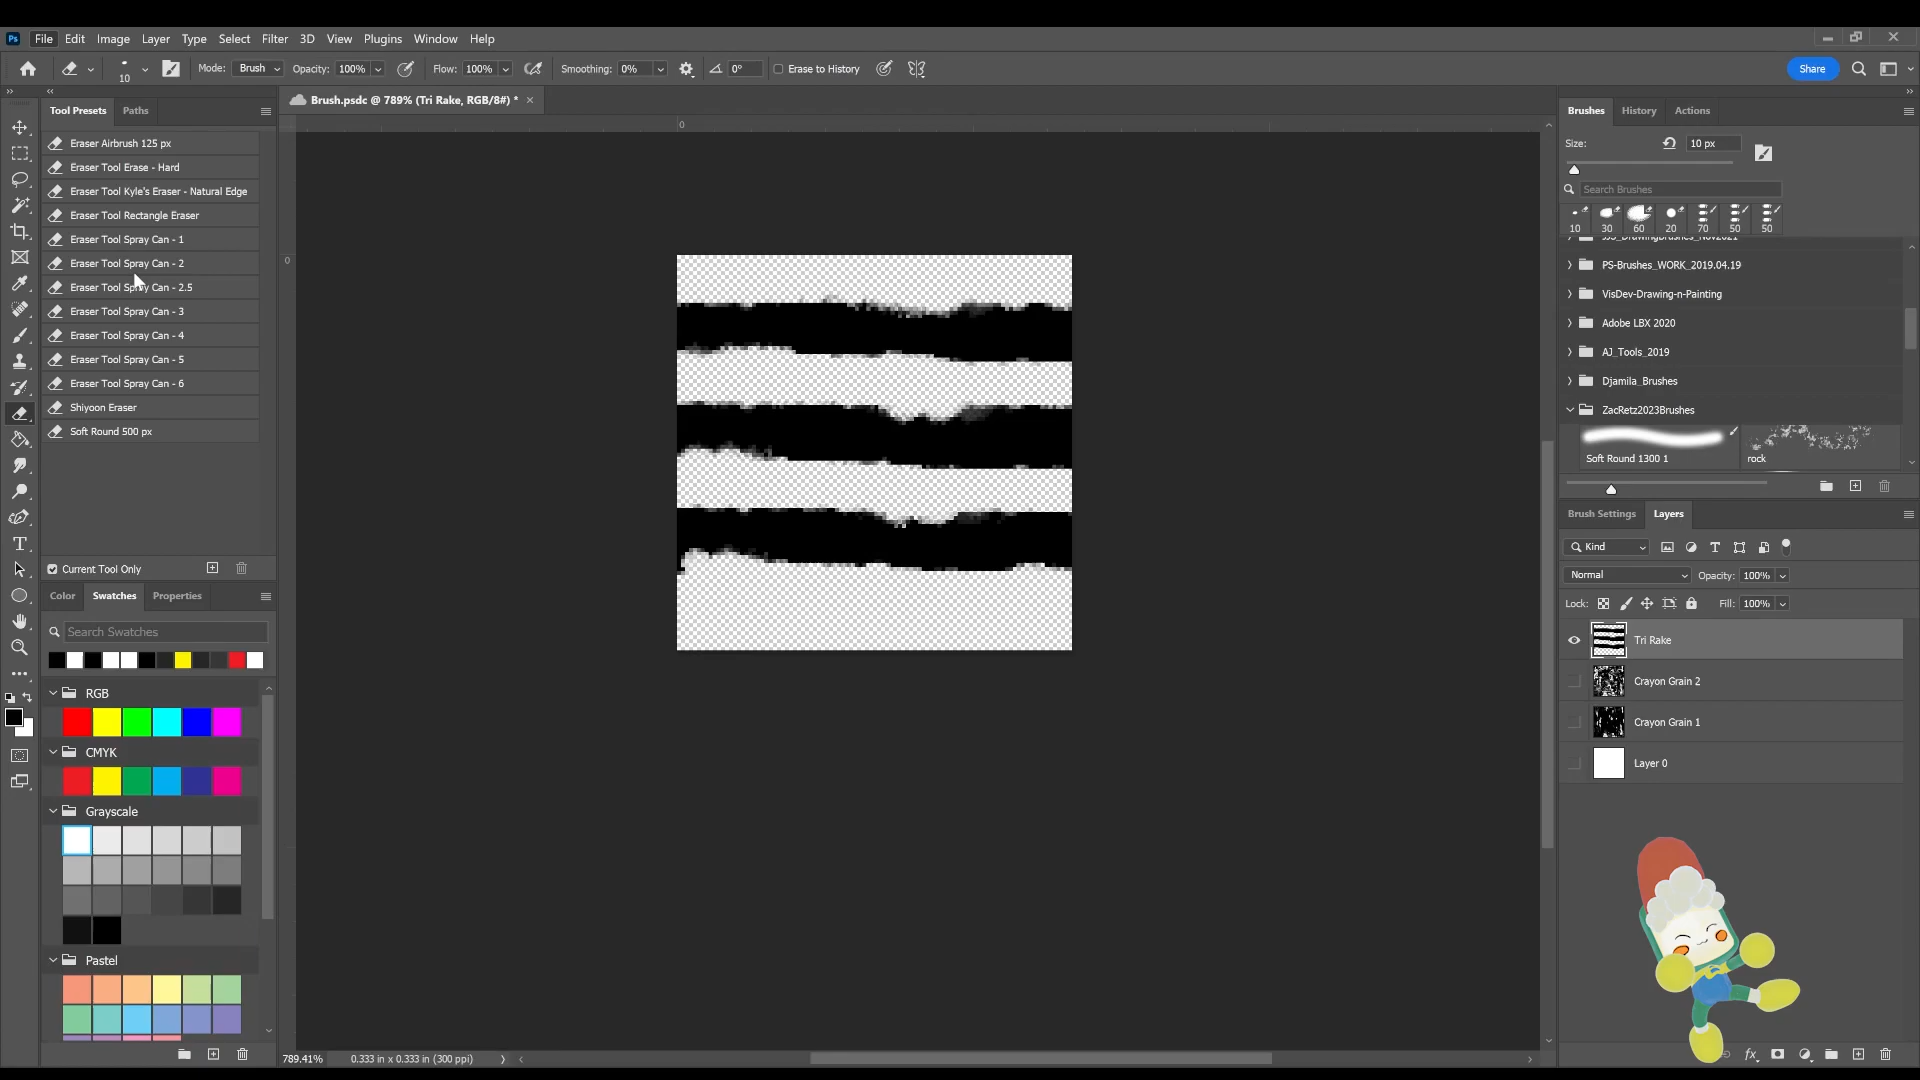 Ps File Edit Image Layer Type Select Filter 3D View Plugins Window Help
10 Mode: Brush Opacity: 100% Flow: 100% Smoothing: 0% 0° Erase to History Share
Tool Presets Paths
Brush.psdc @ 789% (Tri Rake, RGB/8#) * ×
Brushes History Actions
0
0
Eraser Airbrush 125 px
Eraser Tool Erase - Hard
Eraser Tool Kyle's Eraser - Natural Edge
Eraser Tool Rectangle Eraser
Eraser Tool Spray Can - 1
Eraser Tool Spray Can - 2
Eraser Tool Spray Can - 2.5
Eraser Tool Spray Can - 3
Eraser Tool Spray Can - 4
Eraser Tool Spray Can - 5
Eraser Tool Spray Can - 6
Shiyoon Eraser
Soft Round 500 px
Current Tool Only
Color Swatches Properties
Search Swatches
RGB
CMYK
Grayscale
Pastel
789.41% 0.333 in x 0.333 in (300 ppi)
Size: 10 px
Search Brushes
10 30 60 20 70 50 50
JJS_DrawingBrushes_Nov2021
PS-Brushes_WORK_2019.04.19
VisDev-Drawing-n-Painting
Adobe LBX 2020
AJ_Tools_2019
Djamila_Brushes
ZacRetz2023Brushes
Soft Round 1300 1 rock
Brush Settings Layers
Kind
Normal Opacity: 100%
Lock: Fill: 100%
Tri Rake
Crayon Grain 2
Crayon Grain 1
Layer 0
fx